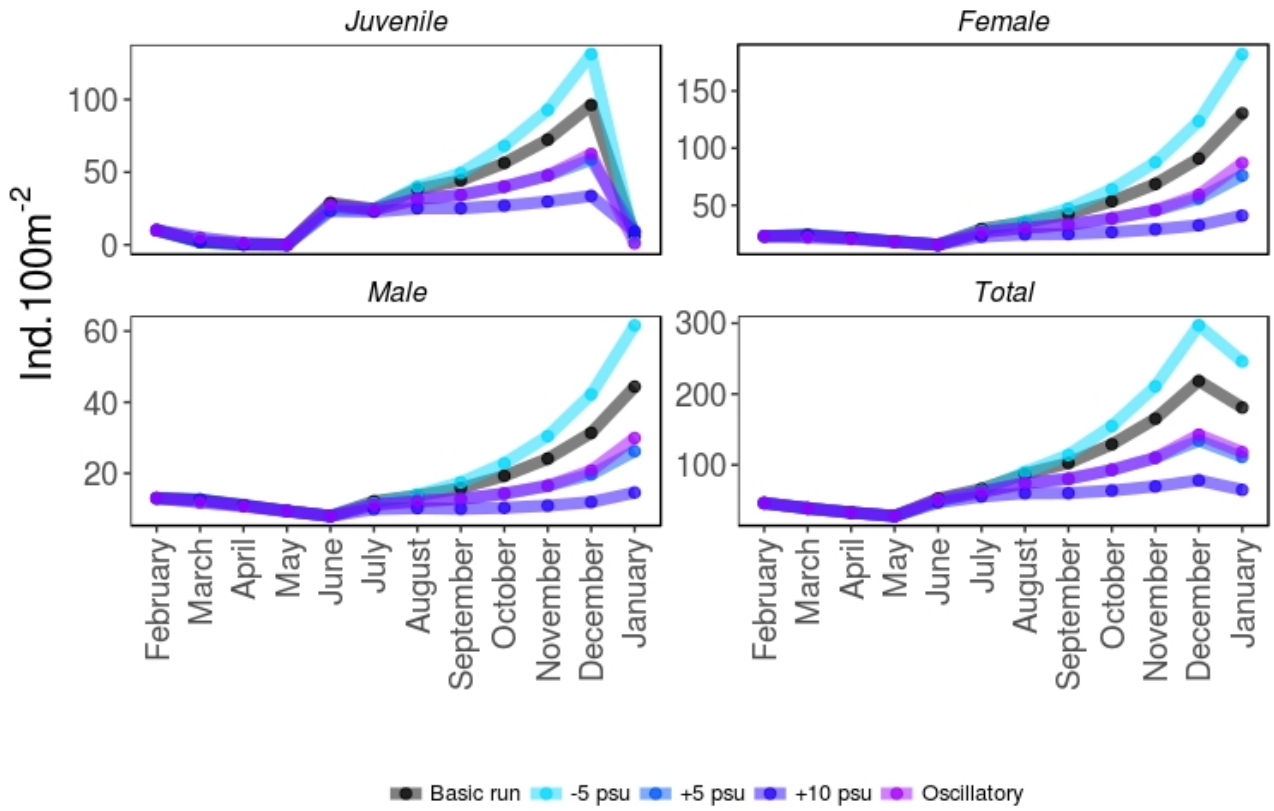 Juvenile
Female
Ind.100m⁻²
100
50
0
150
100
50
Male
Total
60
40
20
300
200
100
February
March
April
May
June
July
August
September
October
November
December
January
February
March
April
May
June
July
August
September
October
November
December
January
Basic run -5 psu +5 psu +10 psu Oscillatory